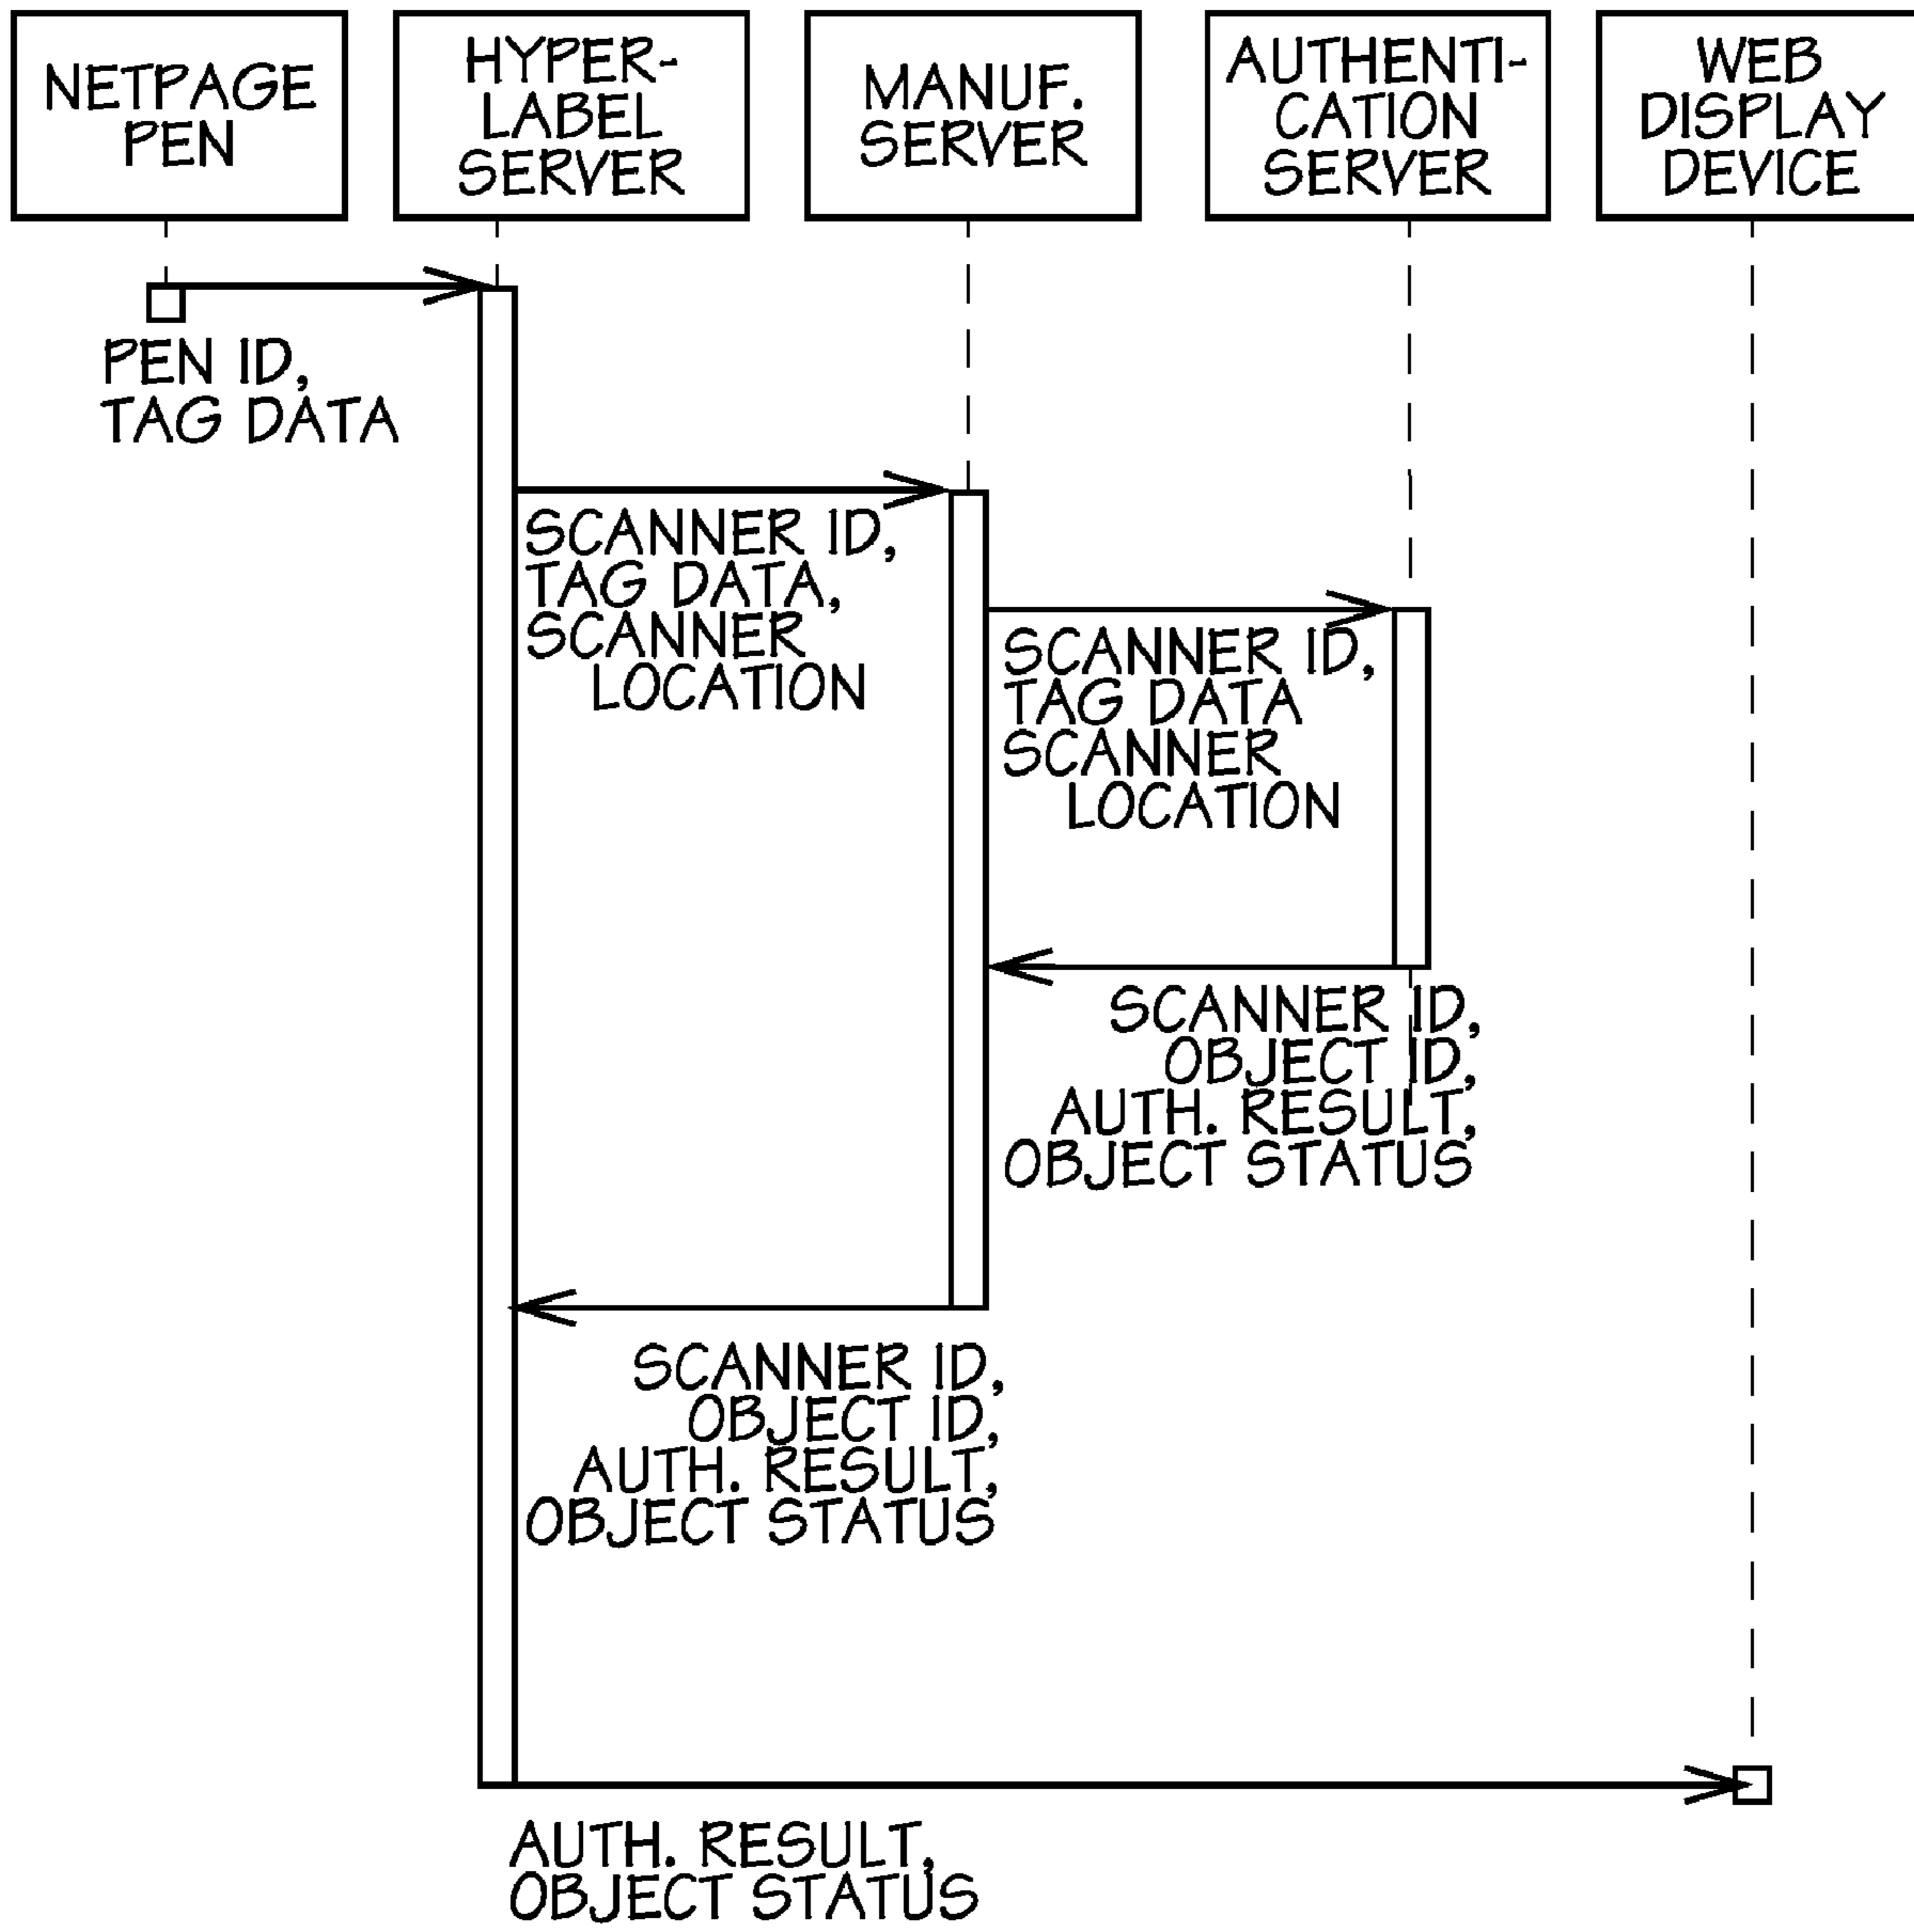 NETPAGE
PEN
HYPER-
LABEL
SERVER
MANUF.
SERVER
AUTHENTI-
CATION
SERVER
WEB
DISPLAY
DEVICE
PEN ID,
TAG DATA
SCANNER ID,
TAG DATA,
SCANNER
LOCATION
SCANNER ID,
TAG DATA
SCANNER
LOCATION
SCANNER ID,
OBJECT ID,
AUTH. RESULT,
OBJECT STATUS
SCANNER ID,
OBJECT ID,
AUTH. RESULT,
OBJECT STATUS
AUTH. RESULT,
OBJECT STATUS